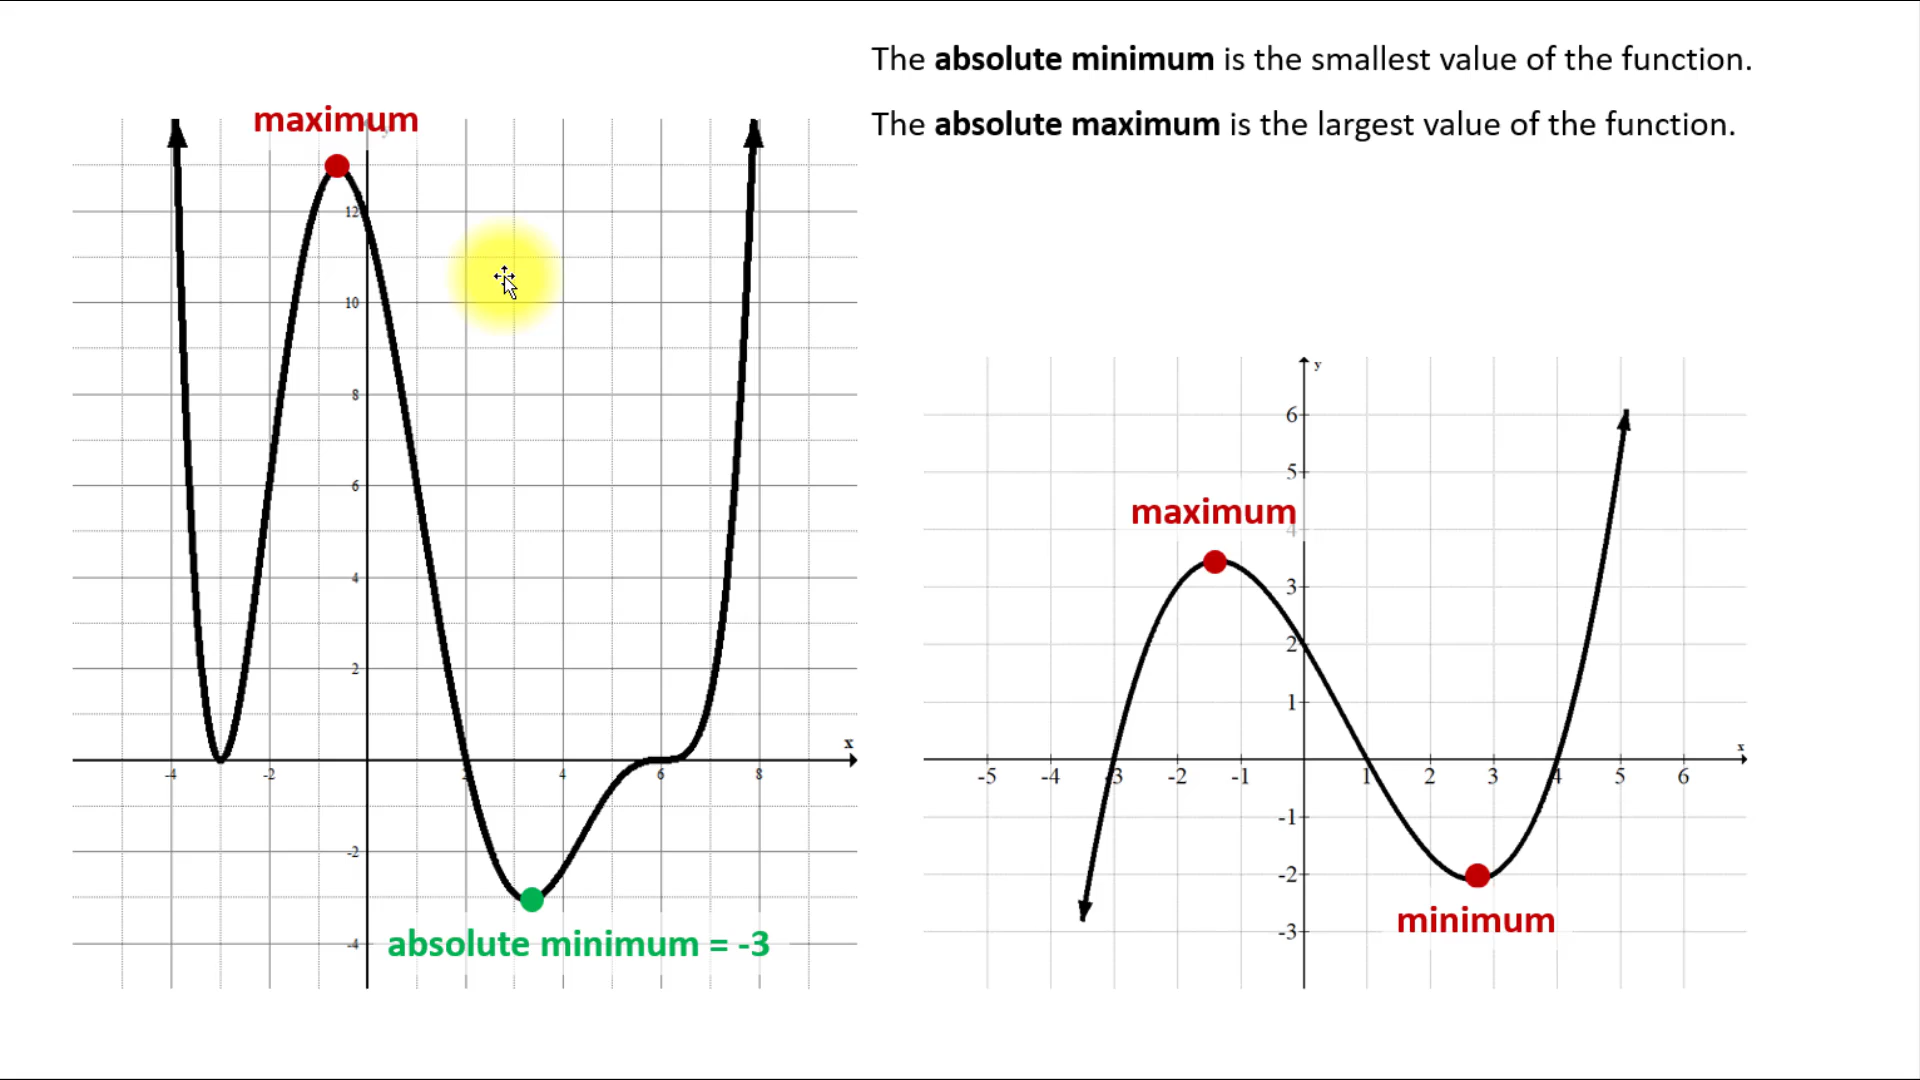 The absolute minimum is the smallest value of the function.
The absolute maximum is the largest value of the function.
maximum
y
12
10
8
6
4
2
-2
-4
x
-4 -2 2 4 6 8
absolute minimum = -3
y
6
5
4
3
2
1
-1
-2
-3
x
-5 -4 -3 -2 -1 1 2 3 4 5 6
maximum
minimum